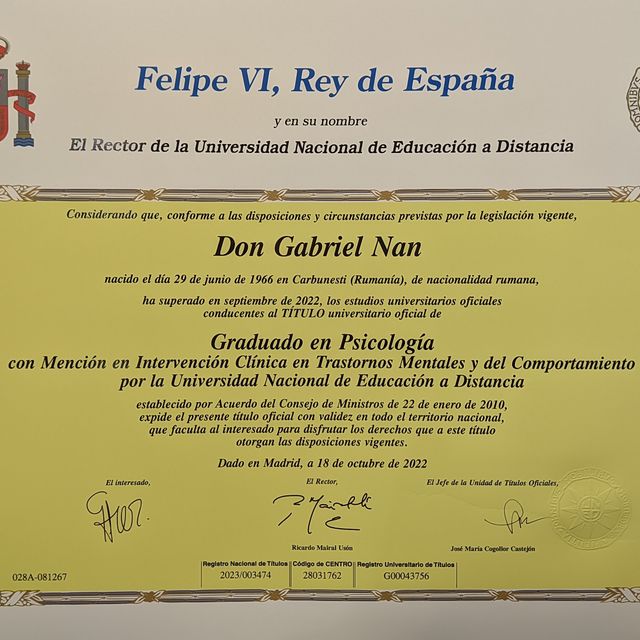 Felipe VI, Rey de España
y en su nombre
El Rector de la Universidad Nacional de Educación a Distancia
Considerando que, conforme a las disposiciones y circunstancias previstas por la legislación vigente,
Don Gabriel Nan
nacido el día 29 de junio de 1966 en Carbunesti (Rumanía), de nacionalidad rumana,
ha superado en septiembre de 2022, los estudios universitarios oficiales
conducentes al TÍTULO universitario oficial de
Graduado en Psicología
con Mención en Intervención Clínica en Trastornos Mentales y del Comportamiento
por la Universidad Nacional de Educación a Distancia
establecido por Acuerdo del Consejo de Ministros de 22 de enero de 2010,
expide el presente título oficial con validez en todo el territorio nacional,
que faculta al interesado para disfrutar los derechos que a este título
otorgan las disposiciones vigentes.
Dado en Madrid, a 18 de octubre de 2022
El interesado,
El Rector,
El Jefe de la Unidad de Títulos Oficiales,
Ricardo Mairal Usón
José María Cogollor Castejón
Registro Nacional de Títulos Código de CENTRO Registro Universitario de Títulos
028A-081267 2023/003474 28031762 G00043756